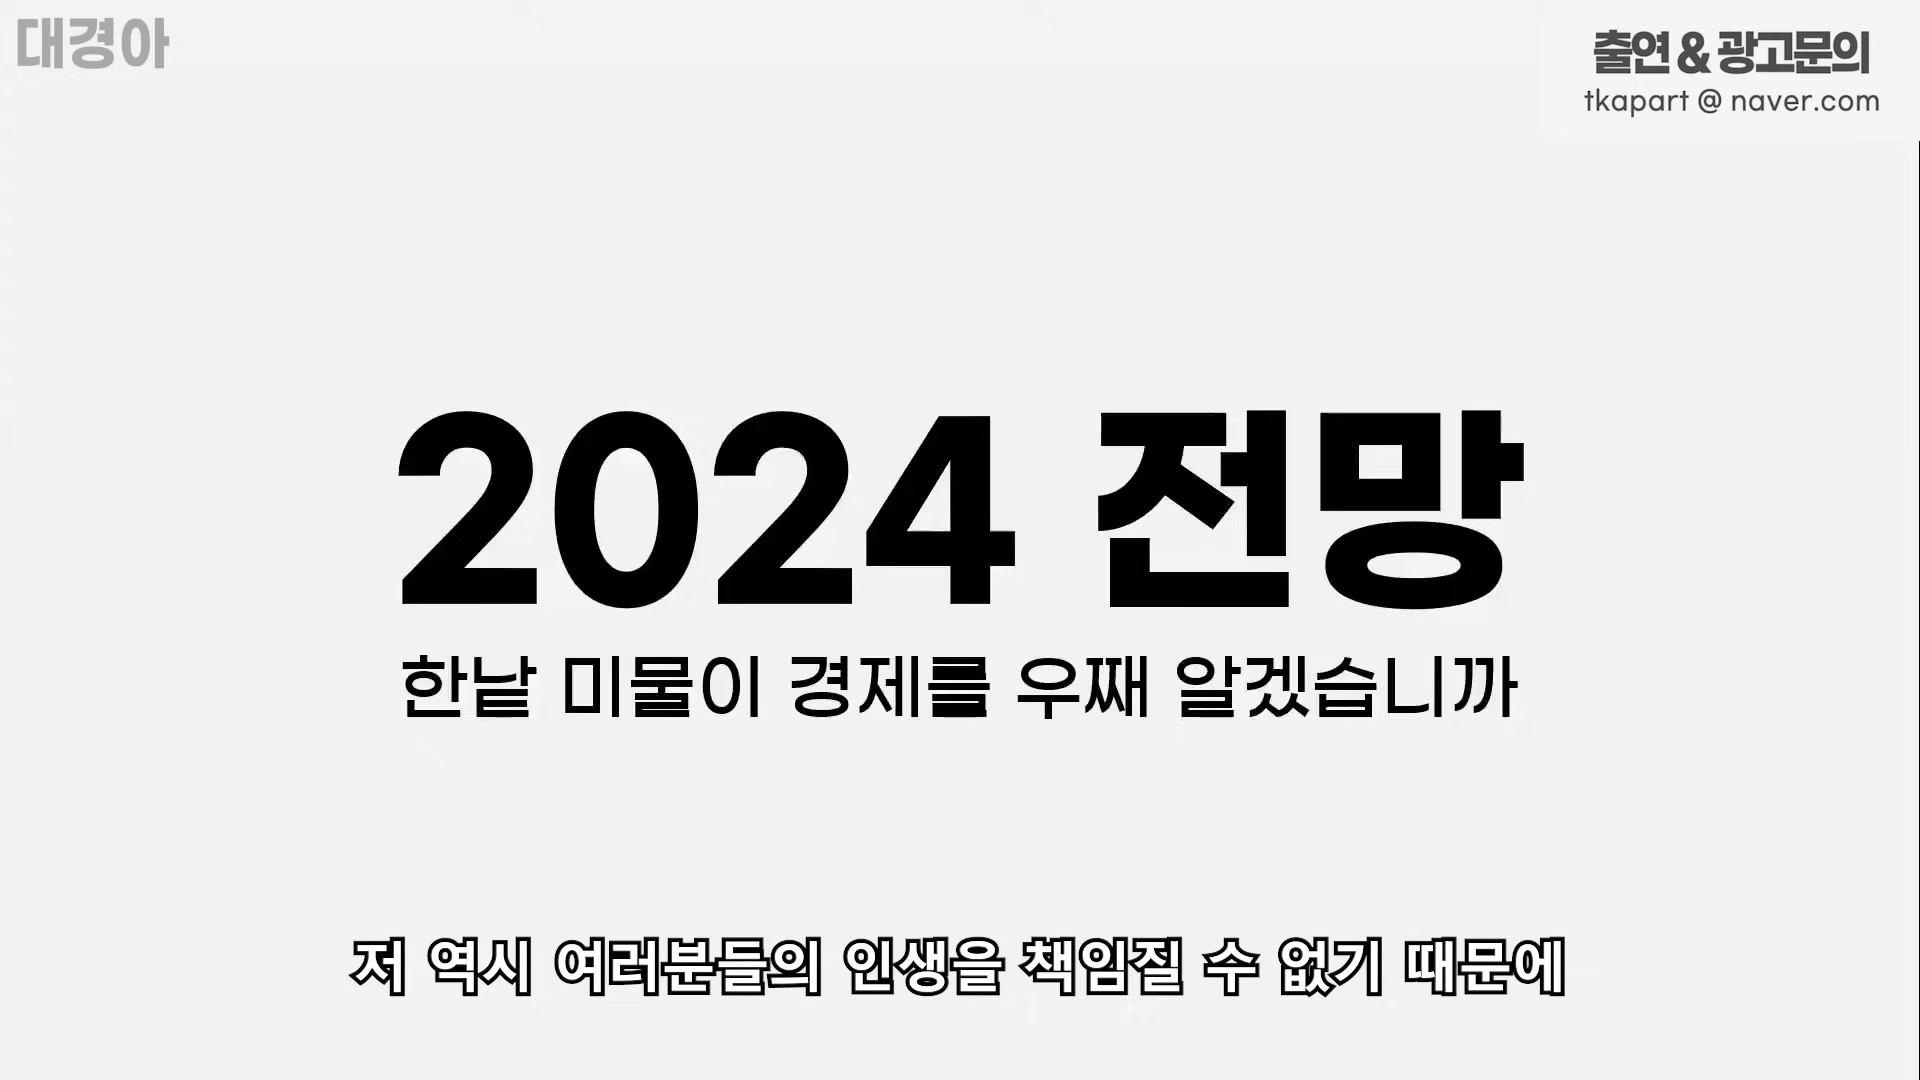 대경아
출연 & 광고문의
tkapart @ naver.com
2024 전망
한낱 미물이 경제를 우째 알겠습니까
저 역시 여러분들의 인생을 책임질 수 없기 때문에